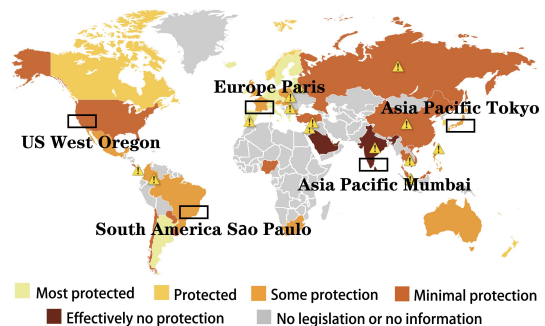 Europe Paris
Asia Pacific Tokyo
US West Oregon
Asia Pacific Mumbai
South America Sao Paulo
Most protected
Protected
Some protection
Minimal protection
Effectively no protection
No legislation or no information